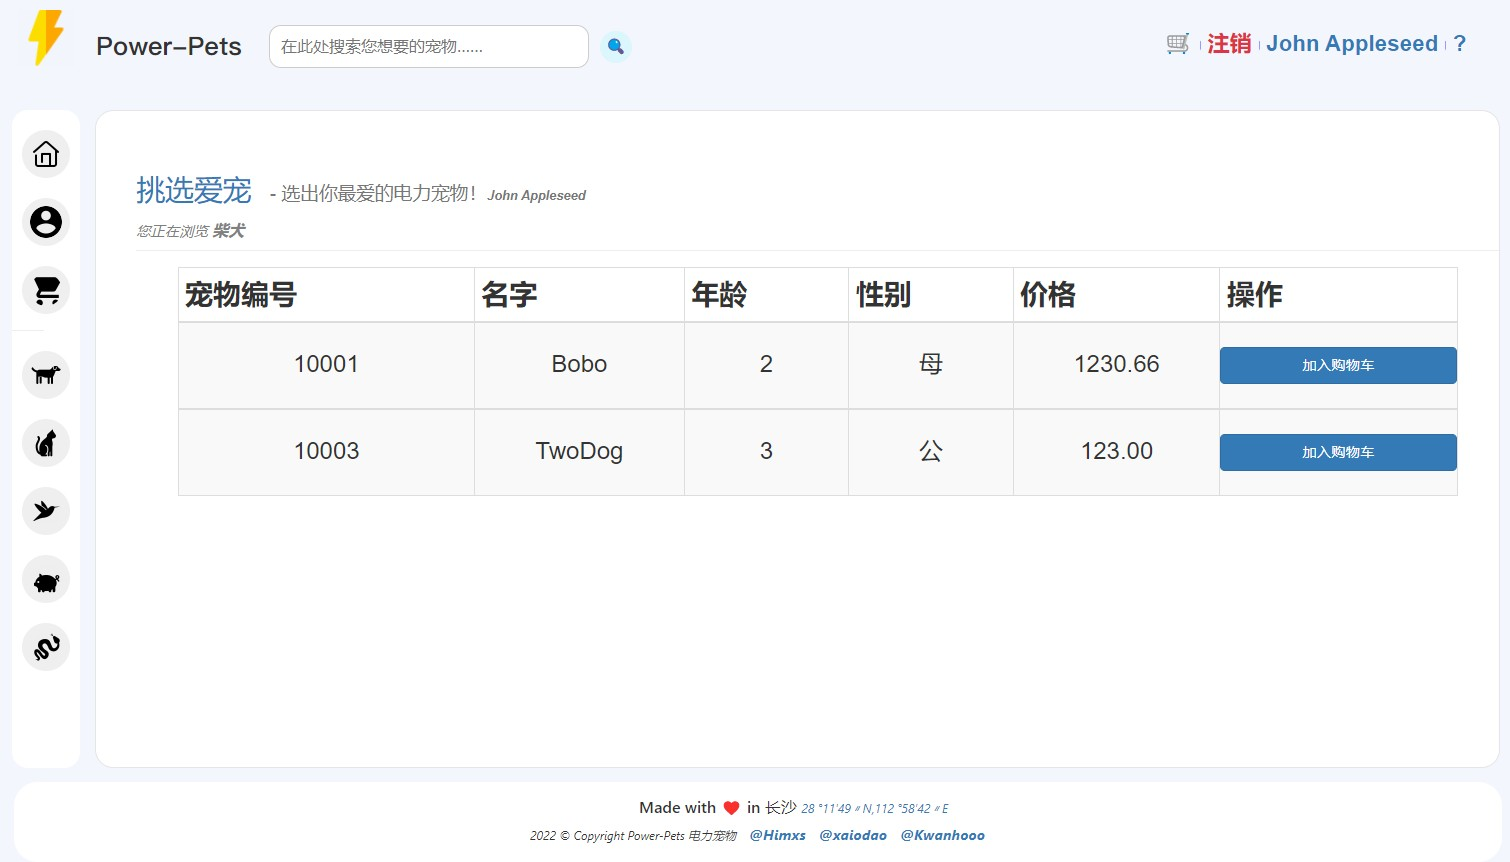 Power-Pets
在此处搜索您想要的宠物......
注销 John Appleseed ?
挑选爱宠 - 选出你最爱的电力宠物! John Appleseed
您正在浏览 柴犬
宠物编号 名字 年龄 性别 价格 操作
10001 Bobo 2 母 1230.66 加入购物车
10003 TwoDog 3 公 123.00 加入购物车
Made with ❤ in 长沙 28 °11'49〃N,112 °58'42〃E
2022 © Copyright Power-Pets 电力宠物 @Himxs @xaiodao @Kwanhooo